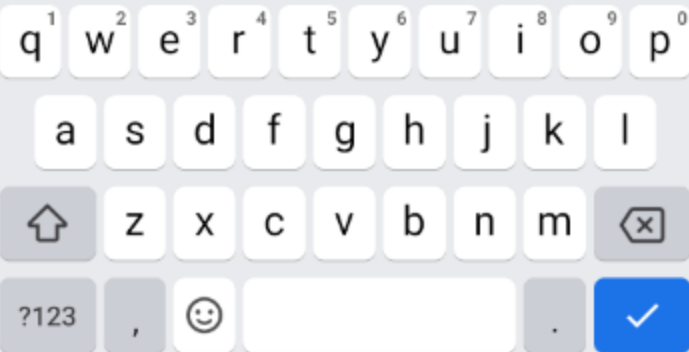 q1 w2 e3 r4 t5 y6 u7 i8 o9 p0
a s d f g h j k l
z x c v b n m
?123 , .